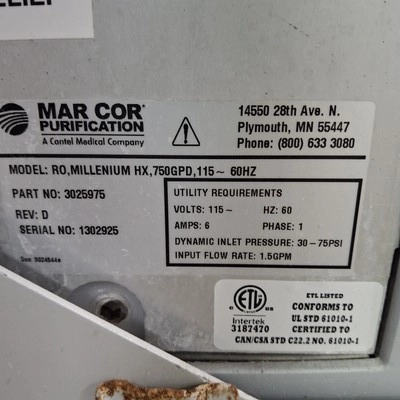 MAR COR®
PURIFICATION
A Cantel Medical Company
14550 28th Ave. N.
Plymouth, MN 55447
Phone: (800) 633 3080
MODEL: RO,MILLENIUM HX,750GPD,115~ 60HZ
PART NO: 3025975
REV: D
SERIAL NO: 1302925
UTILITY REQUIREMENTS
VOLTS: 115~ HZ: 60
AMPS: 6 PHASE: 1
DYNAMIC INLET PRESSURE: 30-75PSI
INPUT FLOW RATE: 1.5GPM
ETL
LISTED
Intertek
3187470
ETL LISTED
CONFORMS TO
UL STD 61010-1
CERTIFIED TO
CAN/CSA STD C22.2 NO. 61010-1